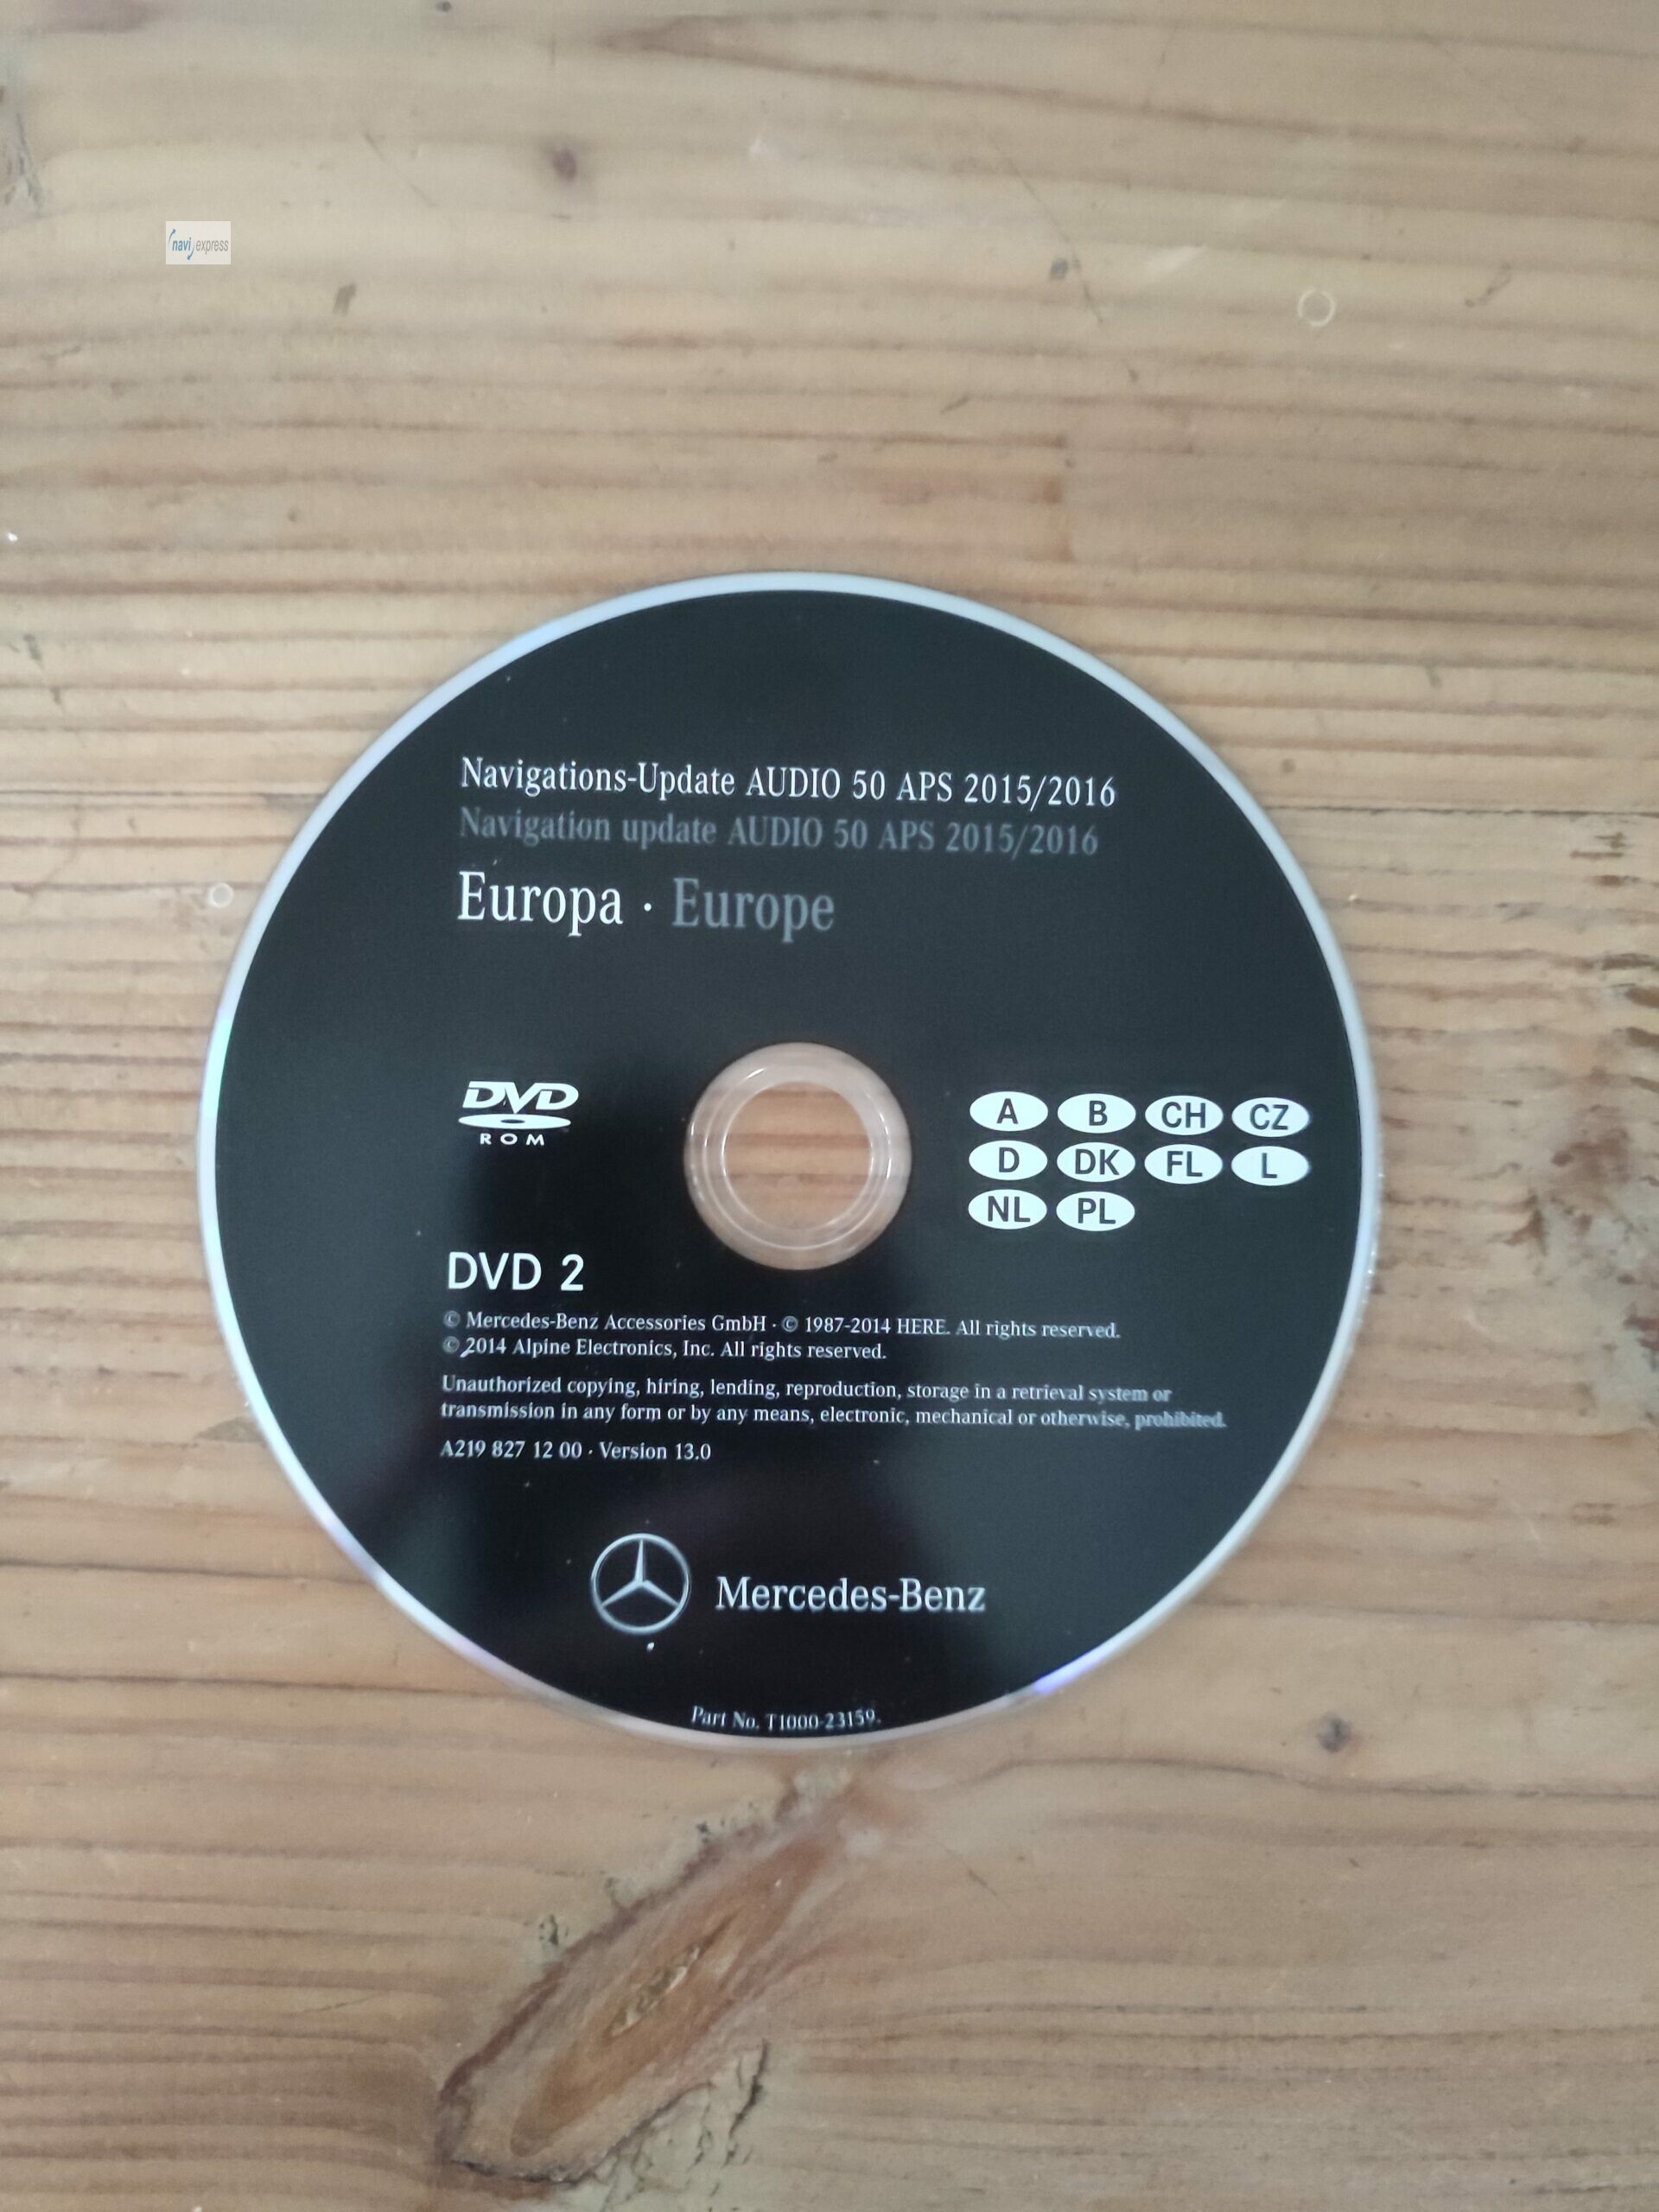 navi express
Navigations-Update AUDIO 50 APS 2015/2016
Navigation update AUDIO 50 APS 2015/2016
Europa · Europe
DVD
ROM
A B CH CZ
D DK FL L
NL PL
DVD 2
© Mercedes-Benz Accessories GmbH · © 1987-2014 HERE. All rights reserved.
© 2014 Alpine Electronics, Inc. All rights reserved.
Unauthorized copying, hiring, lending, reproduction, storage in a retrieval system or
transmission in any form or by any means, electronic, mechanical or otherwise, prohibited.
A219 827 12 00 · Version 13.0
Mercedes-Benz
Part No. T1000-23159.